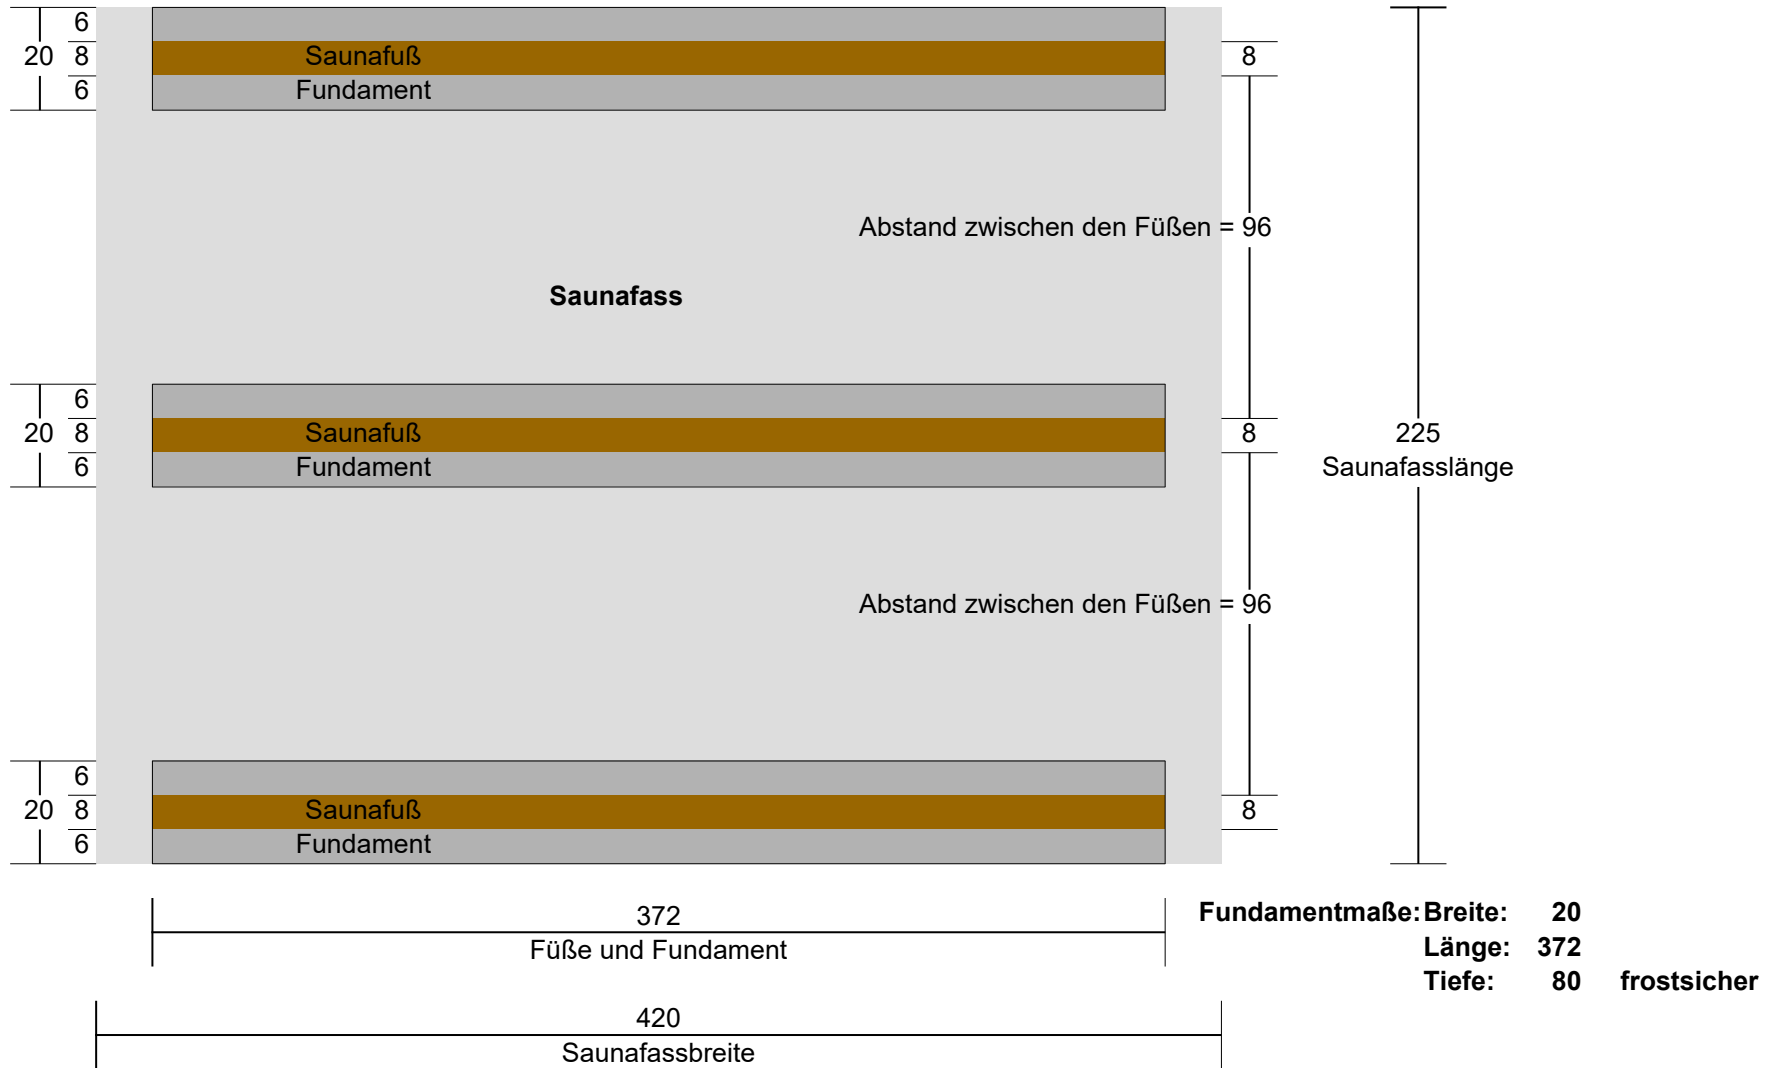 6
20 8 Saunafuß 8
6 Fundament
Abstand zwischen den Füßen = 96
Saunafass
6
20 8 Saunafuß 8 225
6 Fundament Saunafasslänge
Abstand zwischen den Füßen = 96
6
20 8 Saunafuß 8
6 Fundament
372 Fundamentmaße: Breite: 20
Füße und Fundament Länge: 372
Tiefe: 80 frostsicher
420
Saunafassbreite